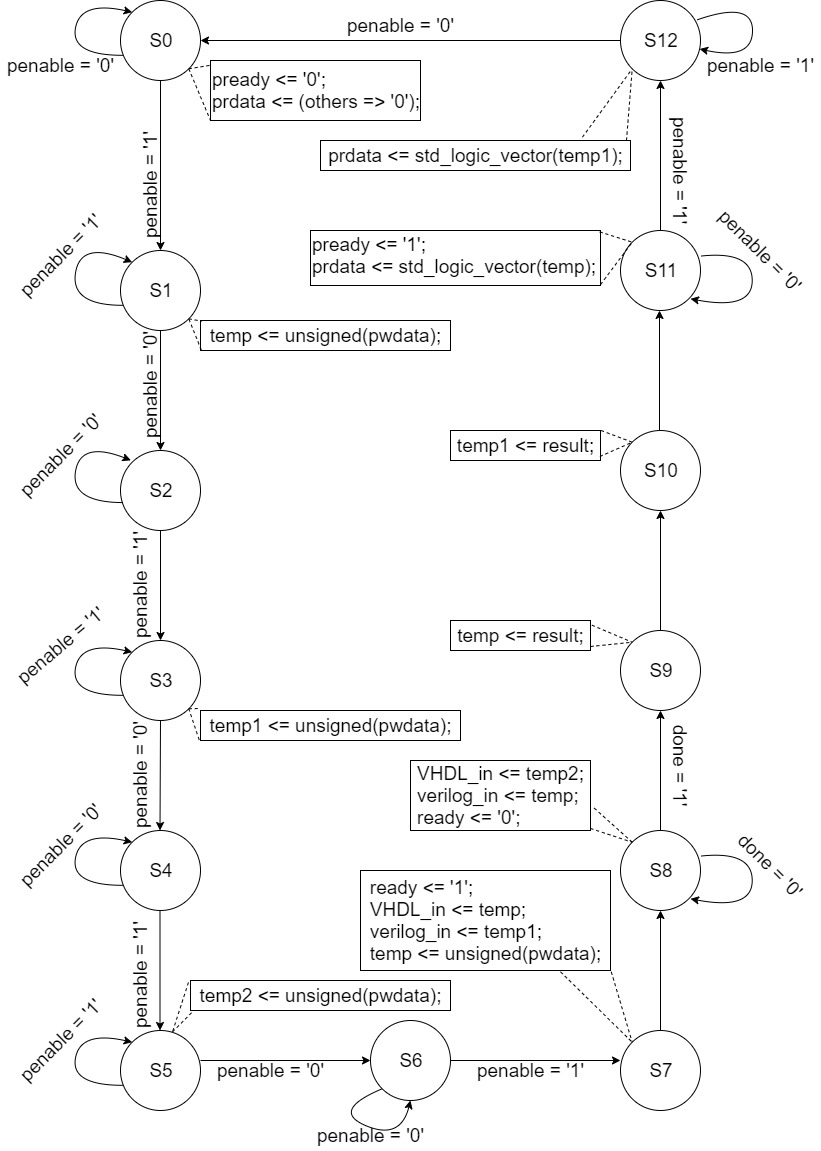 S0
penable = '0'
pready <= '0';
prdata <= (others => '0');
penable = '1'
S1
penable = '1'
temp <= unsigned(pwdata);
penable = '0'
S2
penable = '0'
penable = '1'
S3
penable = '1'
temp1 <= unsigned(pwdata);
penable = '0'
S4
penable = '0'
penable = '1'
S5
penable = '1'
temp2 <= unsigned(pwdata);
penable = '0'
S6
penable = '0'
penable = '1'
S7
ready <= '1';
VHDL_in <= temp;
verilog_in <= temp1;
temp <= unsigned(pwdata);
S8
done = '0'
VHDL_in <= temp2;
verilog_in <= temp;
ready <= '0';
done = '1'
S9
temp <= result;
S10
temp1 <= result;
S11
penable = '0'
pready <= '1';
prdata <= std_logic_vector(temp);
penable = '1'
S12
penable = '1'
prdata <= std_logic_vector(temp1);
penable = '0'